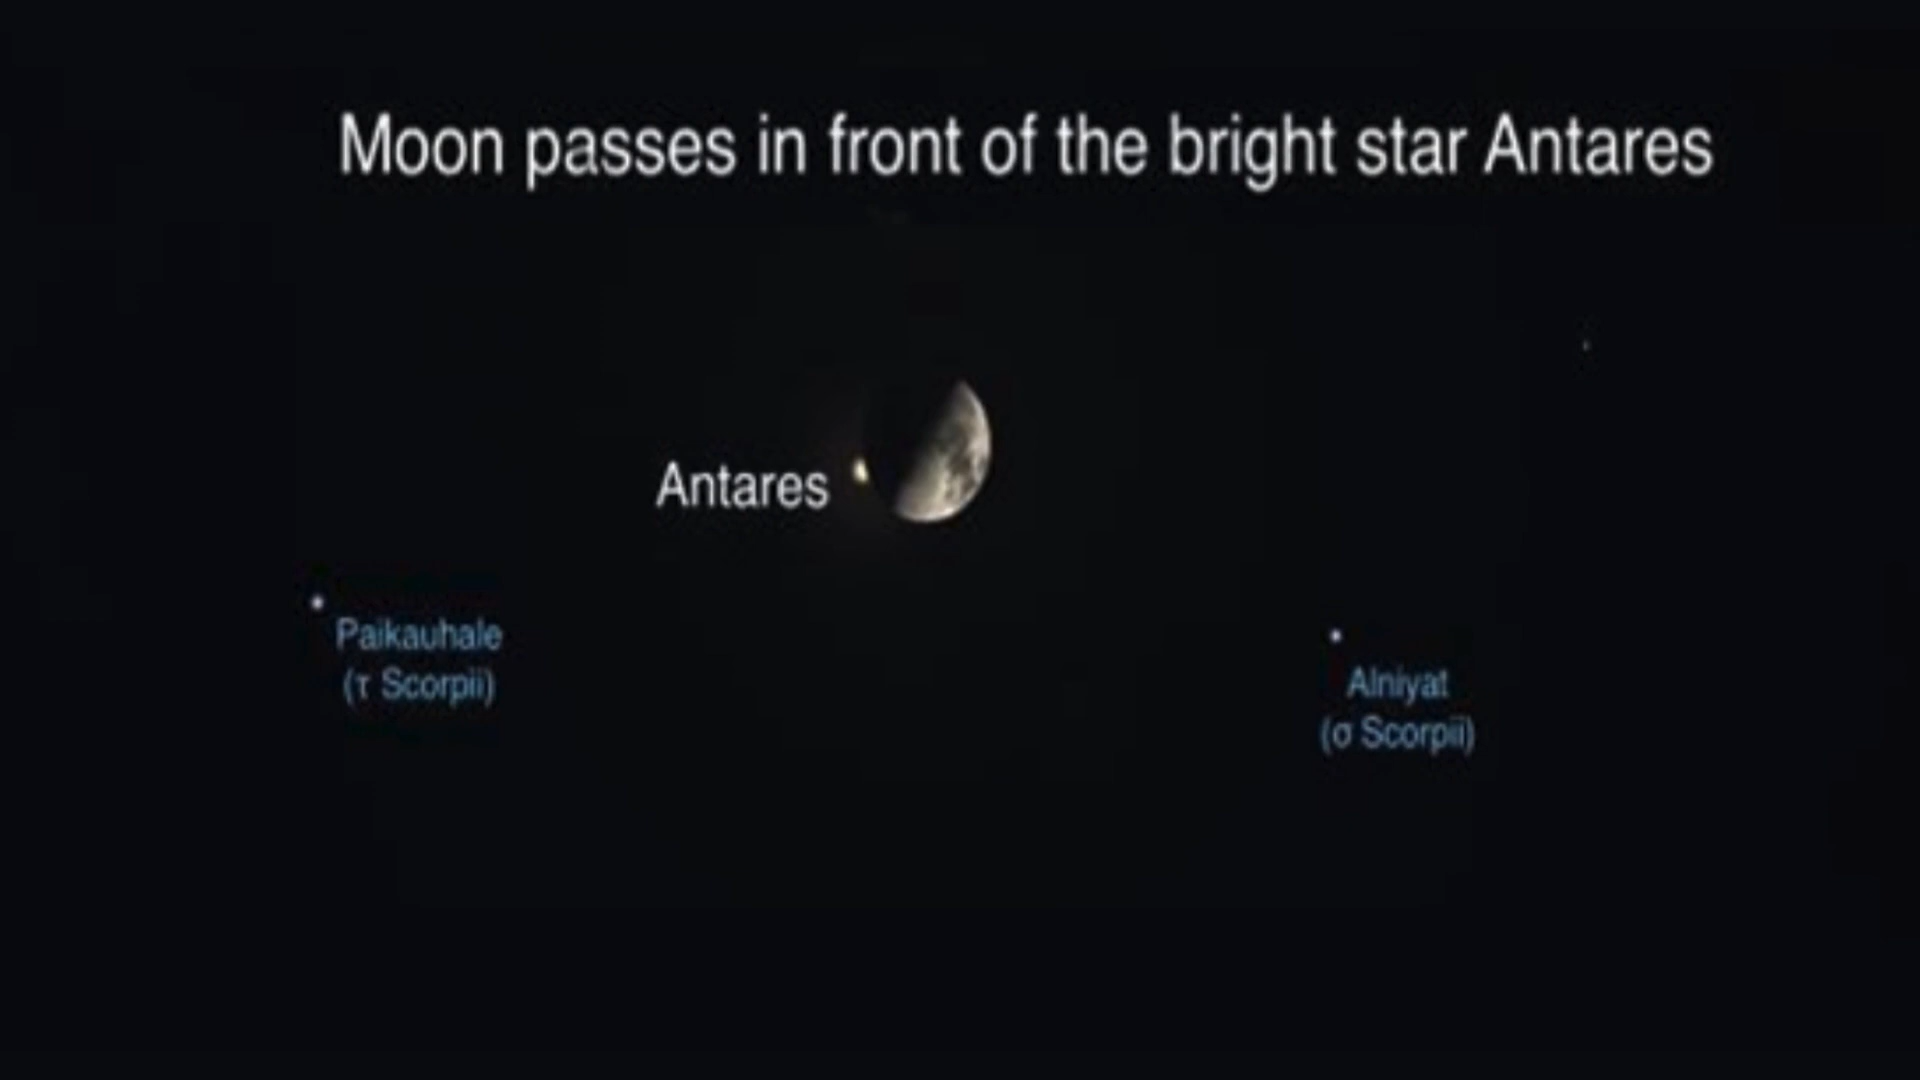 Moon passes in front of the bright star Antares
Antares
Paikauhale
(τ Scorpii)
Alniyat
(σ Scorpii)